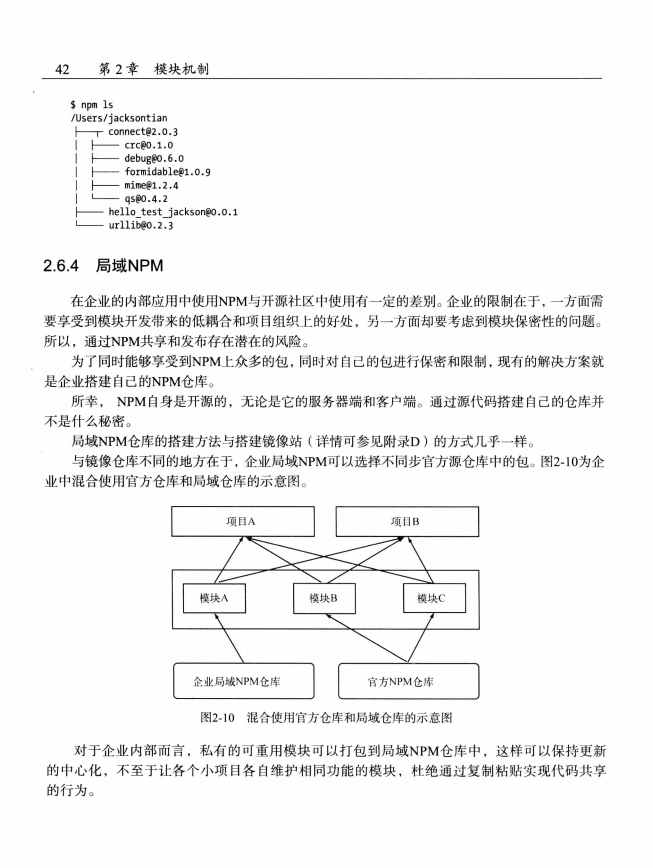 42 第2章 模块机制
$ npm ls
/Users/jacksontian
├─┬ connect@2.0.3
│ ├── crc@0.1.0
│ ├── debug@0.6.0
│ ├── formidable@1.0.9
│ ├── mime@1.2.4
│ └── qs@0.4.2
├── hello_test_jackson@0.0.1
└── urllib@0.2.3
2.6.4 局域NPM
在企业的内部应用中使用NPM与开源社区中使用有一定的差别。企业的限制在于，一方面需
要享受到模块开发带来的低耦合和项目组织上的好处，另一方面却要考虑到模块保密性的问题。
所以，通过NPM共享和发布存在潜在的风险。
为了同时能够享受到NPM上众多的包，同时对自己的包进行保密和限制，现有的解决方案就
是企业搭建自己的NPM仓库。
所幸， NPM自身是开源的，无论是它的服务器端和客户端。通过源代码搭建自己的仓库并
不是什么秘密。
局域NPM仓库的搭建方法与搭建镜像站（详情可参见附录D）的方式几乎一样。
与镜像仓库不同的地方在于，企业局域NPM可以选择不同步官方源仓库中的包。图2-10为企
业中混合使用官方仓库和局域仓库的示意图。
项目A 项目B
模块A 模块B 模块C
企业局域NPM仓库 官方NPM仓库
图2-10 混合使用官方仓库和局域仓库的示意图
对于企业内部而言，私有的可重用模块可以打包到局域NPM仓库中，这样可以保持更新
的中心化，不至于让各个小项目各自维护相同功能的模块，杜绝通过复制粘贴实现代码共享
的行为。